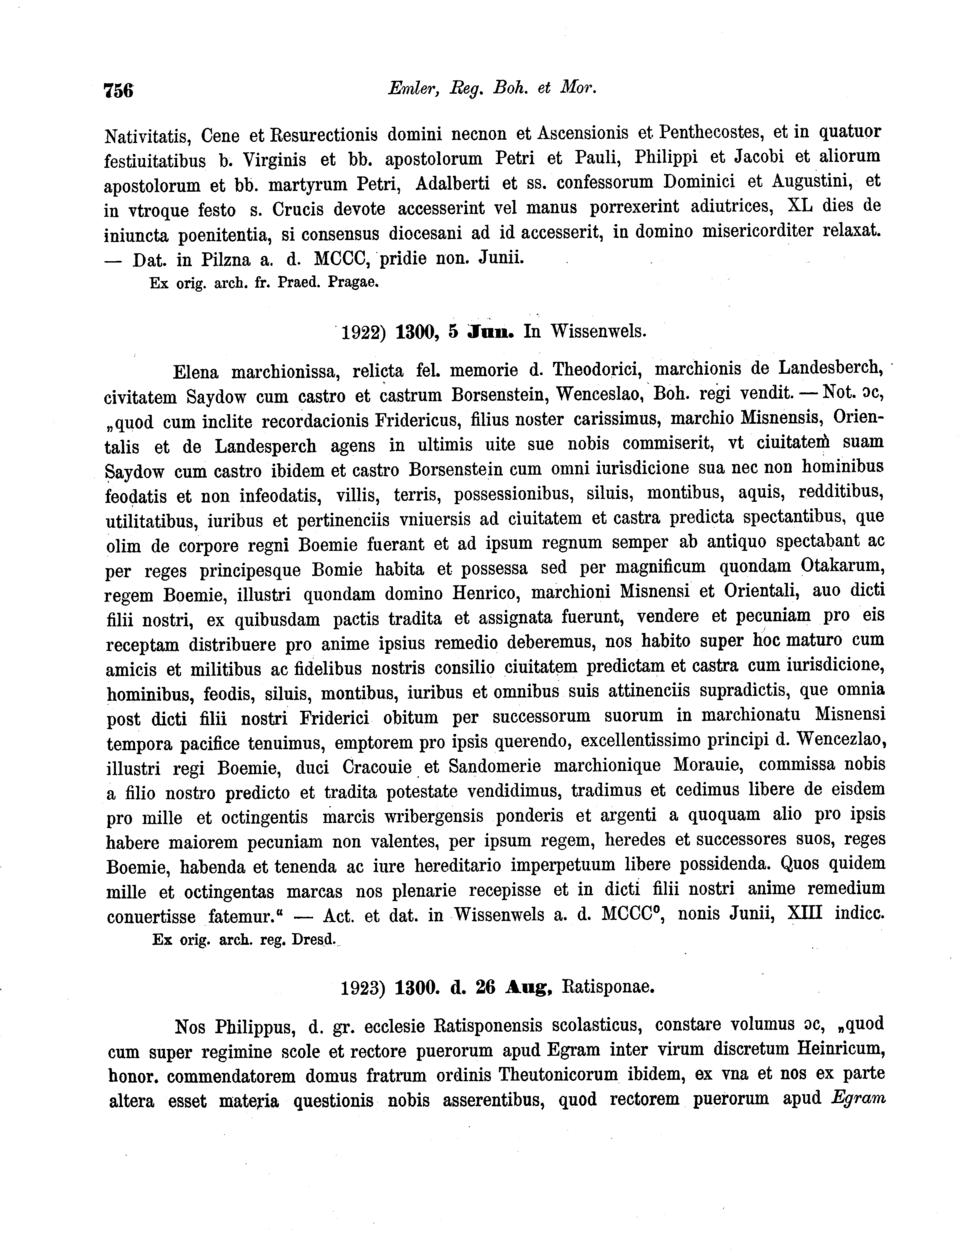 756
Emler, Reg. Boh. et Mor.
Nativitatis, Cene et Resurectionis domini necnon et Ascensionis et Penthecostes, et in quatuor
festiuitatibus b. Virginis et bb. apostolorum Petri et Pauli, Philippi et Jacobi et aliorum
apostolorum et bb. martyrum Petri, Adalberti et ss. confessorum Dominici et Augustini, et
in vtroque festo s. Crucis devote accesserint vel manus porrexerint adiutrices, XL dies de
iniuncta poenitentia, si consensus diocesani ad id accesserit, in domino misericorditer relaxat.
— Dat. in Pilzna a. d. MCCC, pridie non. Junii.
Ex orig. arch. fr. Praed. Pragae.
1922) 1300, 5 Jun. In Wissenwels.
Elena marchionissa, relicta fel. memorie d. Theodorici, marchionis de Landesberch,
civitatem Saydow cum castro et castrum Borsenstein, Wenceslao, Boh. regi vendit. — Not. ɔc,
„quod cum inclite recordacionis Fridericus, filius noster carissimus, marchio Misnensis, Orien-
talis et de Landesperch agens in ultimis uite sue nobis commiserit, vt ciuitatem suam
Saydow cum castro ibidem et castro Borsenstein cum omni iurisdicione sua nec non hominibus
feodatis et non infeodatis, villis, terris, possessionibus, siluis, montibus, aquis, redditibus,
utilitatibus, iuribus et pertinenciis vniuersis ad ciuitatem et castra predicta spectantibus, que
olim de corpore regni Boemie fuerant et ad ipsum regnum semper ab antiquo spectabant ac
per reges principesque Bomie habita et possessa sed per magnificum quondam Otakarum,
regem Boemie, illustri quondam domino Henrico, marchioni Misnensi et Orientali, auo dicti
filii nostri, ex quibusdam pactis tradita et assignata fuerunt, vendere et pecuniam pro eis
receptam distribuere pro anime ipsius remedio deberemus, nos habito super hoc maturo cum
amicis et militibus ac fidelibus nostris consilio ciuitatem predictam et castra cum iurisdicione,
hominibus, feodis, siluis, montibus, iuribus et omnibus suis attinenciis supradictis, que omnia
post dicti filii nostri Friderici obitum per successorum suorum in marchionatu Misnensi
tempora pacifice tenuimus, emptorem pro ipsis querendo, excellentissimo principi d. Wencezlao,
illustri regi Boemie, duci Cracouie et Sandomerie marchionique Morauie, commissa nobis
a filio nostro predicto et tradita potestate vendidimus, tradimus et cedimus libere de eisdem
pro mille et octingentis marcis wribergensis ponderis et argenti a quoquam alio pro ipsis
habere maiorem pecuniam non valentes, per ipsum regem, heredes et successores suos, reges
Boemie, habenda et tenenda ac iure hereditario imperpetuum libere possidenda. Quos quidem
mille et octingentas marcas nos plenarie recepisse et in dicti filii nostri anime remedium
conuertisse fatemur.“ — Act. et dat. in Wissenwels a. d. MCCC⁰, nonis Junii, XIII indicc.
Ex orig. arch. reg. Dresd.
1923) 1300. d. 26 Aug, Ratisponae.
Nos Philippus, d. gr. ecclesie Ratisponensis scolasticus, constare volumus ɔc, „quod
cum super regimine scole et rectore puerorum apud Egram inter virum discretum Heinricum,
honor. commendatorem domus fratrum ordinis Theutonicorum ibidem, ex vna et nos ex parte
altera esset materia questionis nobis asserentibus, quod rectorem puerorum apud Egram